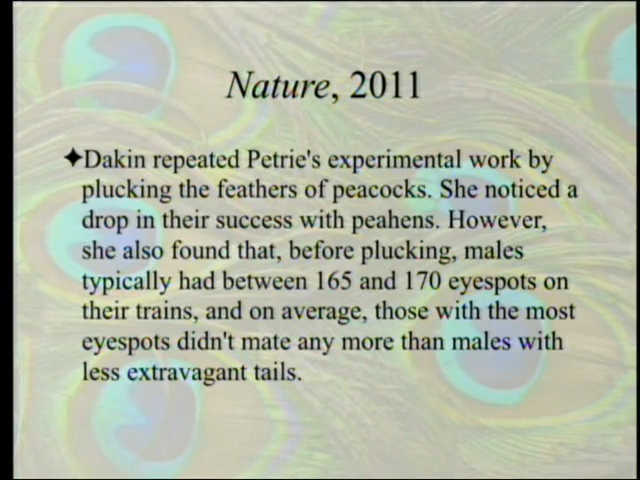 Nature, 2011
✦Dakin repeated Petrie's experimental work by
plucking the feathers of peacocks. She noticed a
drop in their success with peahens. However,
she also found that, before plucking, males
typically had between 165 and 170 eyespots on
their trains, and on average, those with the most
eyespots didn't mate any more than males with
less extravagant tails.